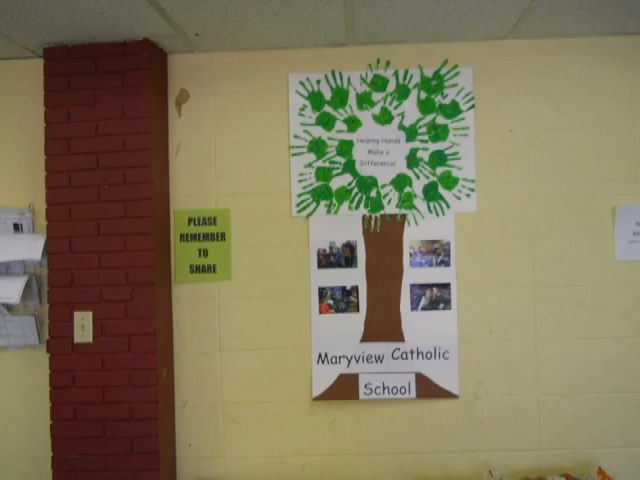 PLEASE
REMEMBER
TO
SHARE
Helping Hands
Make a
Difference!
Maryview Catholic
School